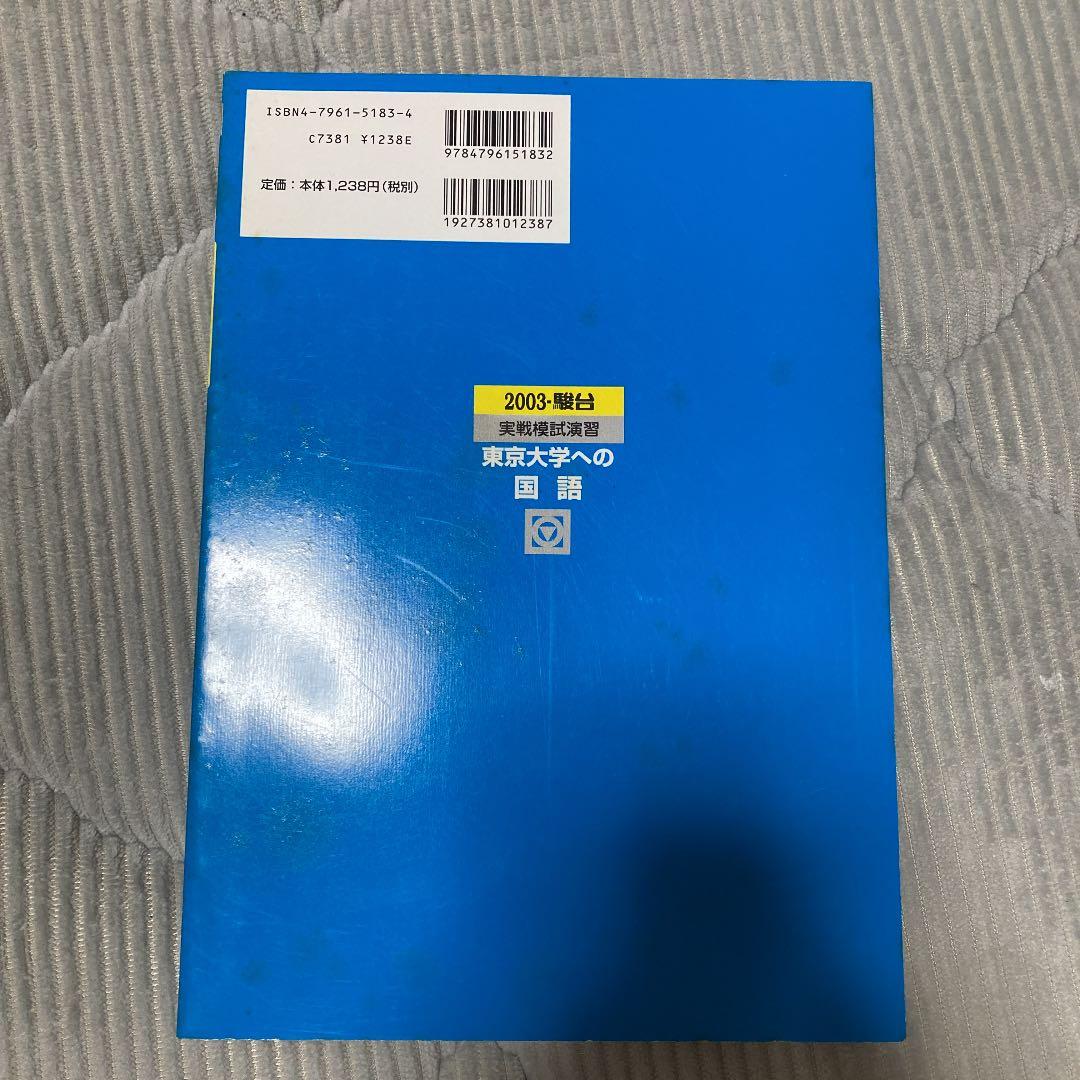 ISBN4-7961-5183-4
C7381 ¥1238E
定価:本体1,238円(税別)
9784796151832
1927381012387
2003-駿台
実戦模試演習
東京大学への
国語